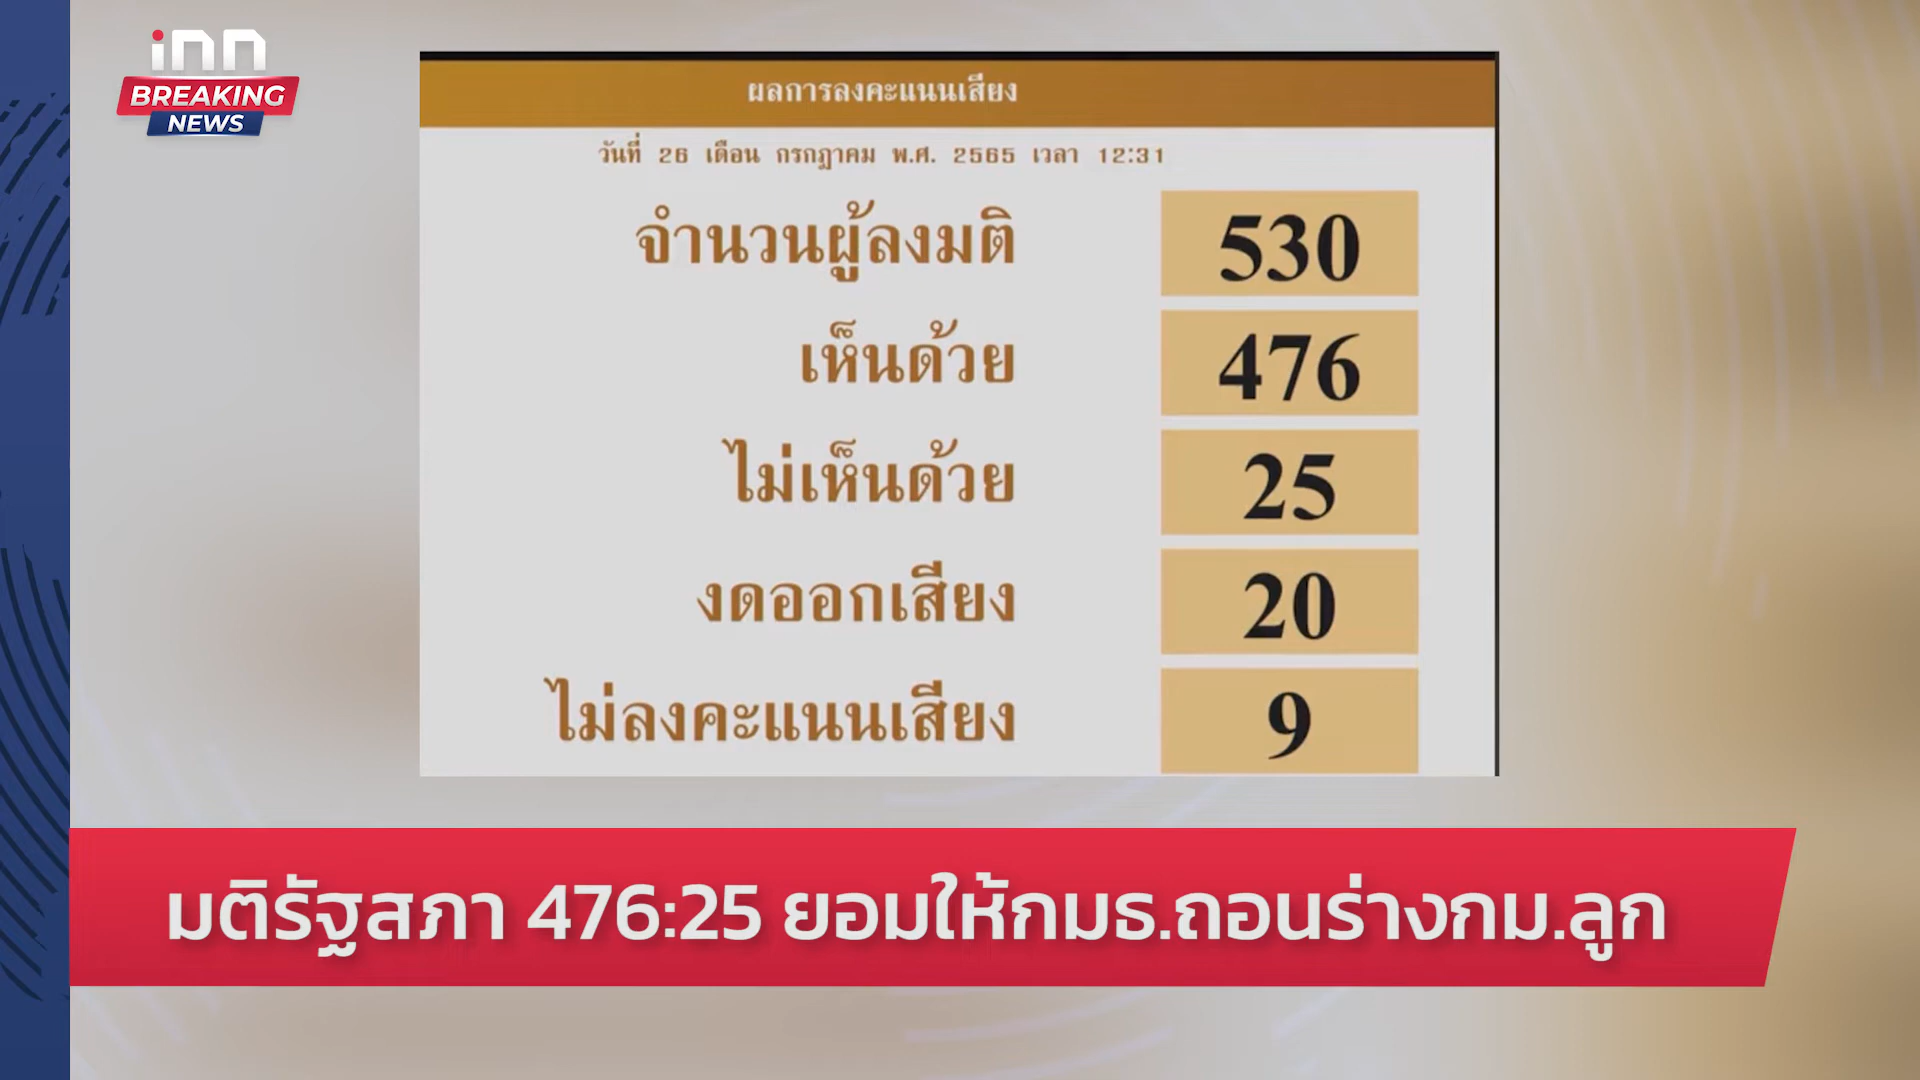 inn
BREAKING
NEWS
ผลการลงคะแนนเสียง
วันที่ 26 เดือน กรกฎาคม พ.ศ. 2565 เวลา 12:31
จำนวนผู้ลงมติ 530
เห็นด้วย 476
ไม่เห็นด้วย 25
งดออกเสียง 20
ไม่ลงคะแนนเสียง 9
มติรัฐสภา 476:25 ยอมให้กมธ.ถอนร่างกม.ลูก